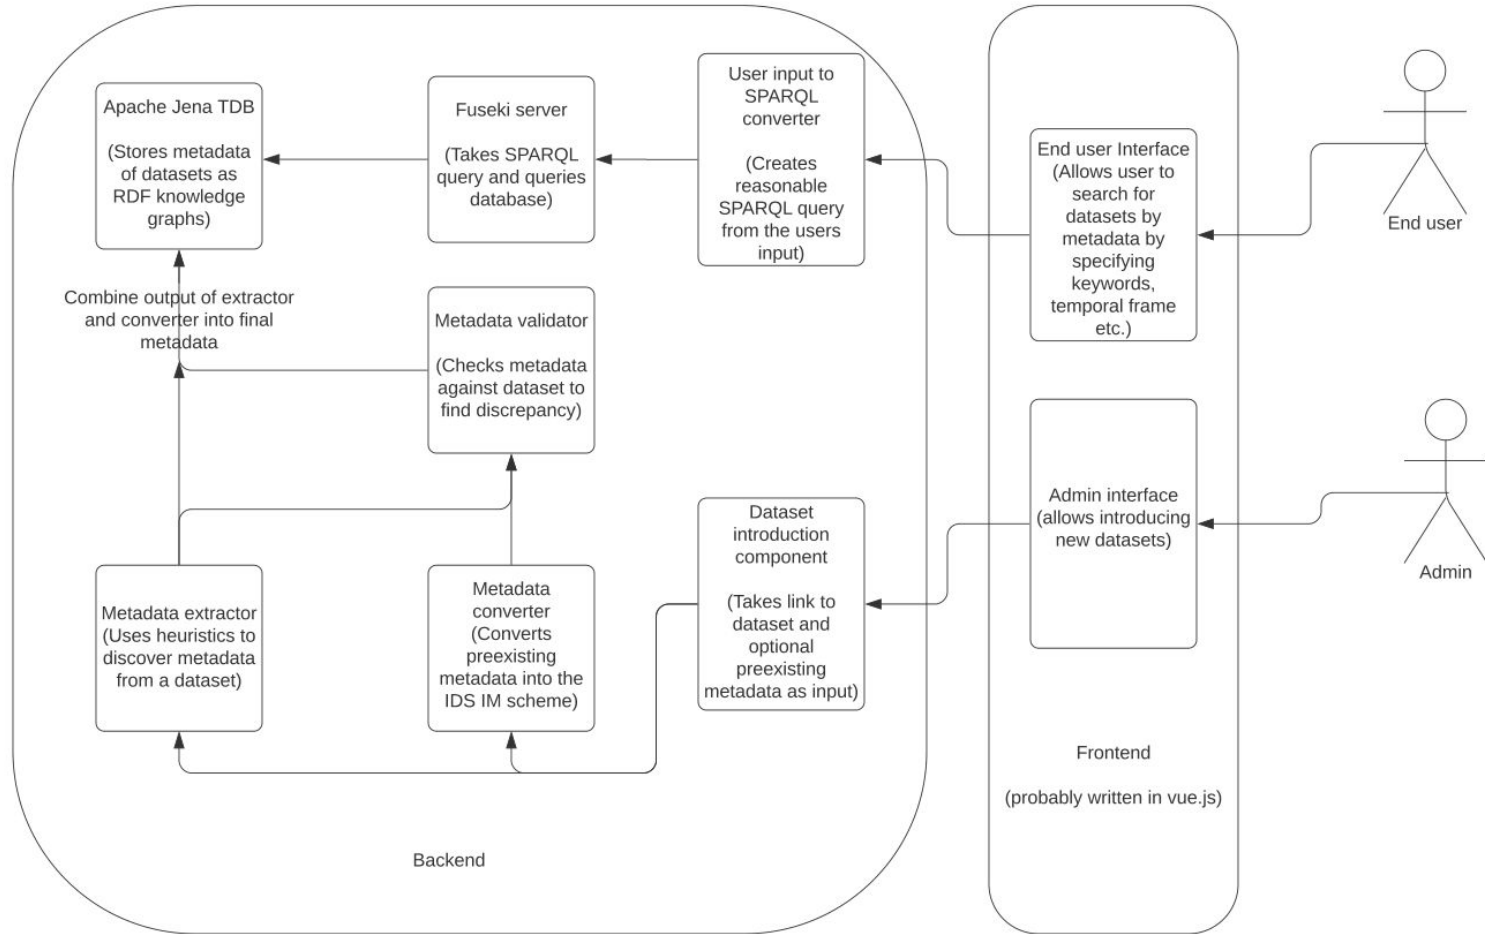 Apache Jena TDB
(Stores metadata
of datasets as
RDF knowledge
graphs)
Fuseki server
(Takes SPARQL
query and queries
database)
User input to
SPARQL
converter
(Creates
reasonable
SPARQL query
from the users
input)
End user Interface
(Allows user to
search for
datasets by
metadata by
specifying
keywords,
temporal frame
etc.)
End user
Combine output of extractor
and converter into final
metadata
Metadata validator
(Checks metadata
against dataset to
find discrepancy)
Metadata extractor
(Uses heuristics to
discover metadata
from a dataset)
Metadata
converter
(Converts
preexisting
metadata into the
IDS IM scheme)
Dataset
introduction
component
(Takes link to
dataset and
optional
preexisting
metadata as input)
Admin interface
(allows introducing
new datasets)
Admin
Frontend
(probably written in vue.js)
Backend